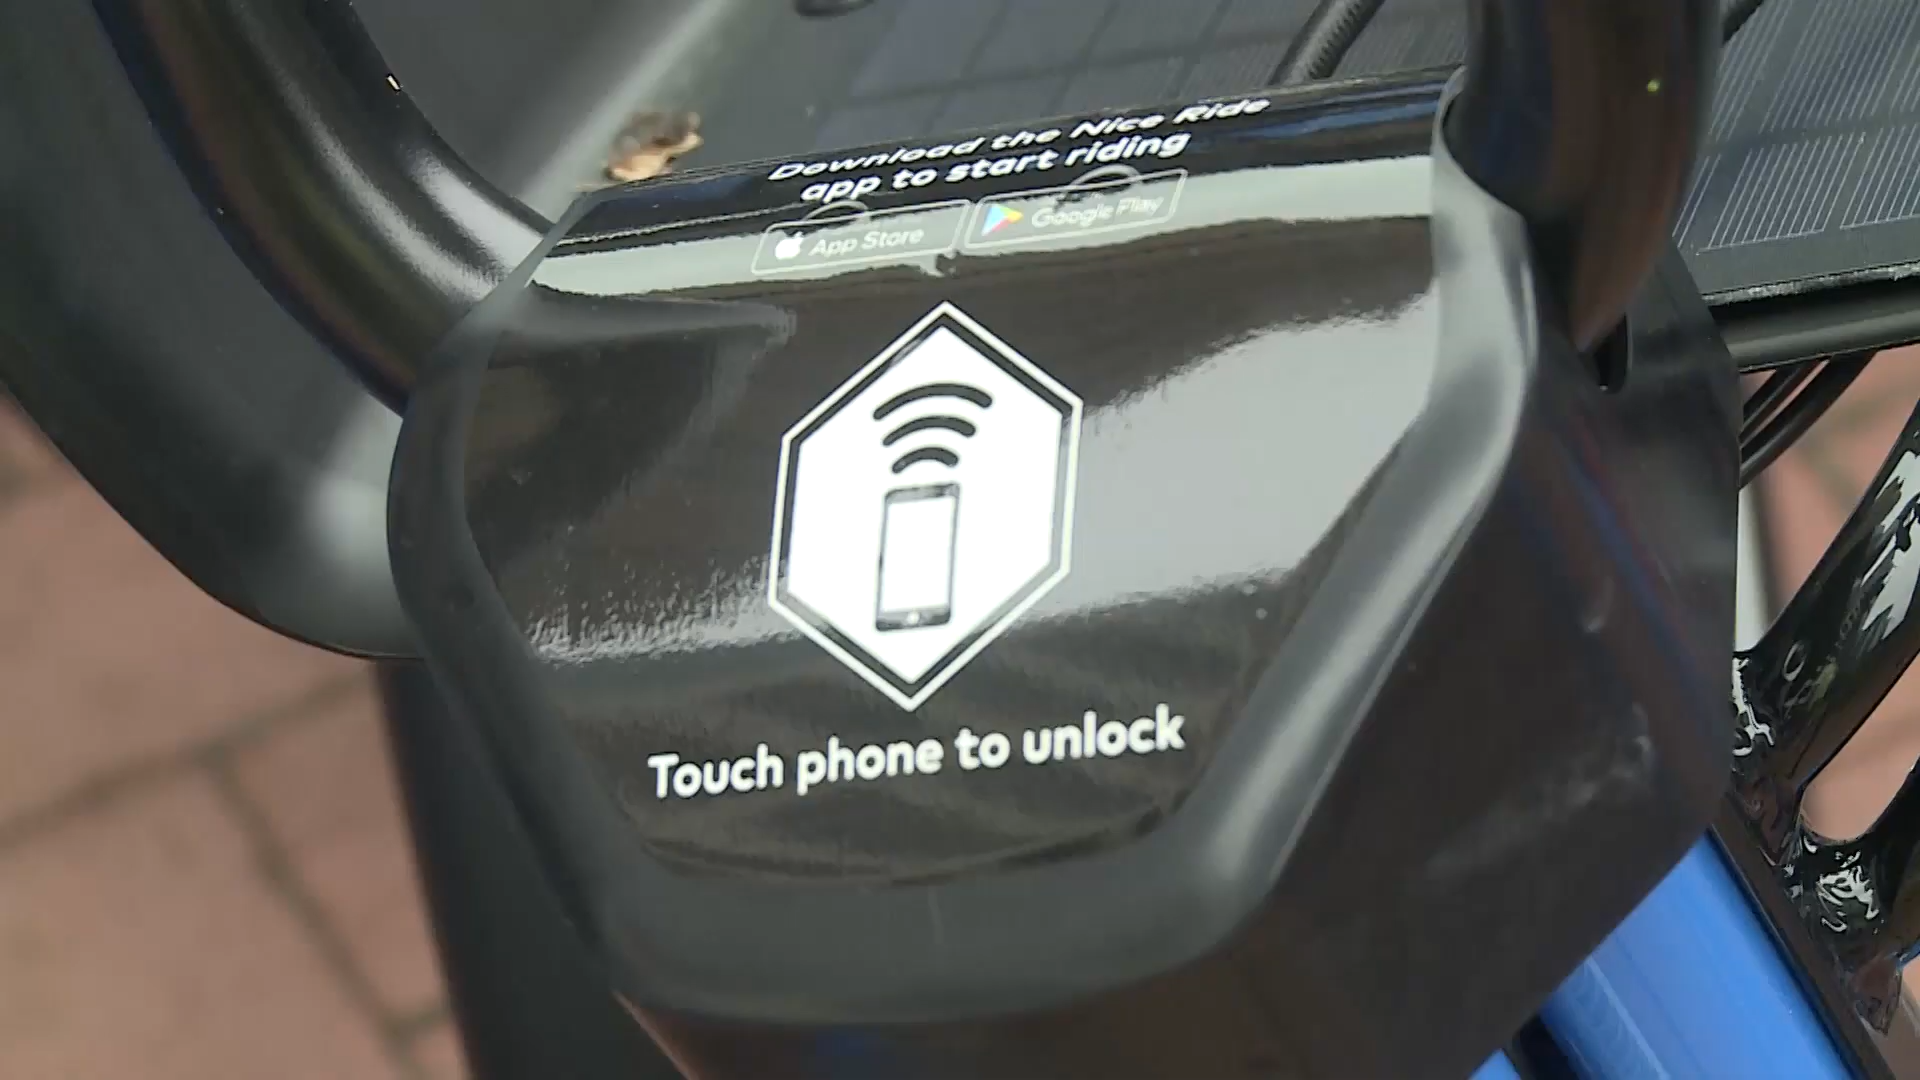 Download the Nice Ride
app to start riding
App Store Google Play
Touch phone to unlock